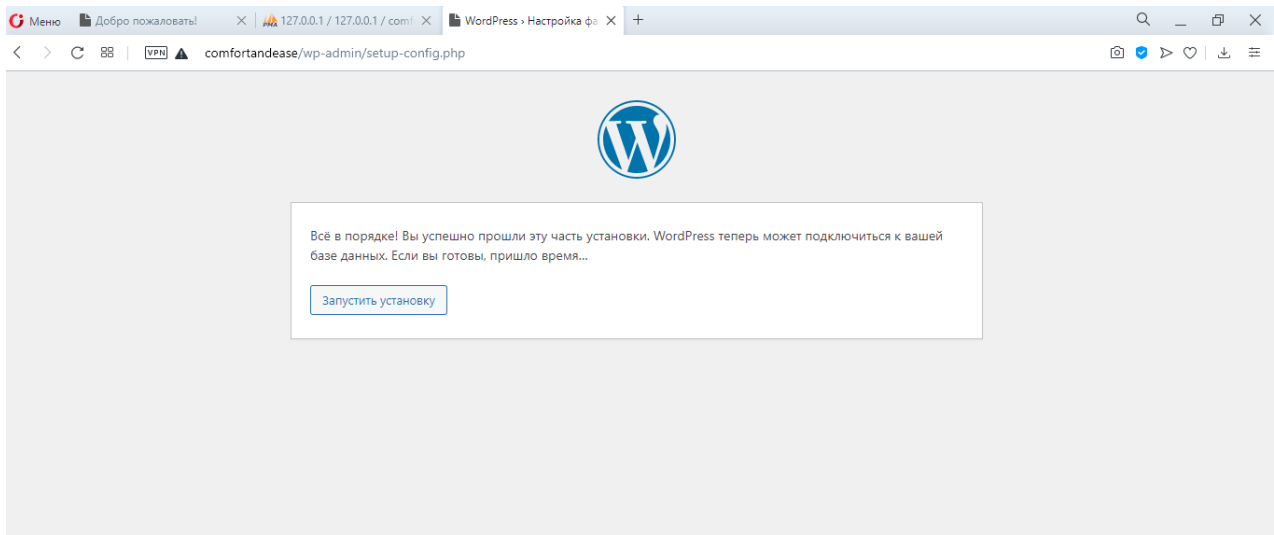 Меню
Добро пожаловать!
127.0.0.1 / 127.0.0.1 / comf
WordPress › Настройка фа
VPN
comfortandease/wp-admin/setup-config.php
Всё в порядке! Вы успешно прошли эту часть установки. WordPress теперь может подключиться к вашей
базе данных. Если вы готовы, пришло время…
Запустить установку